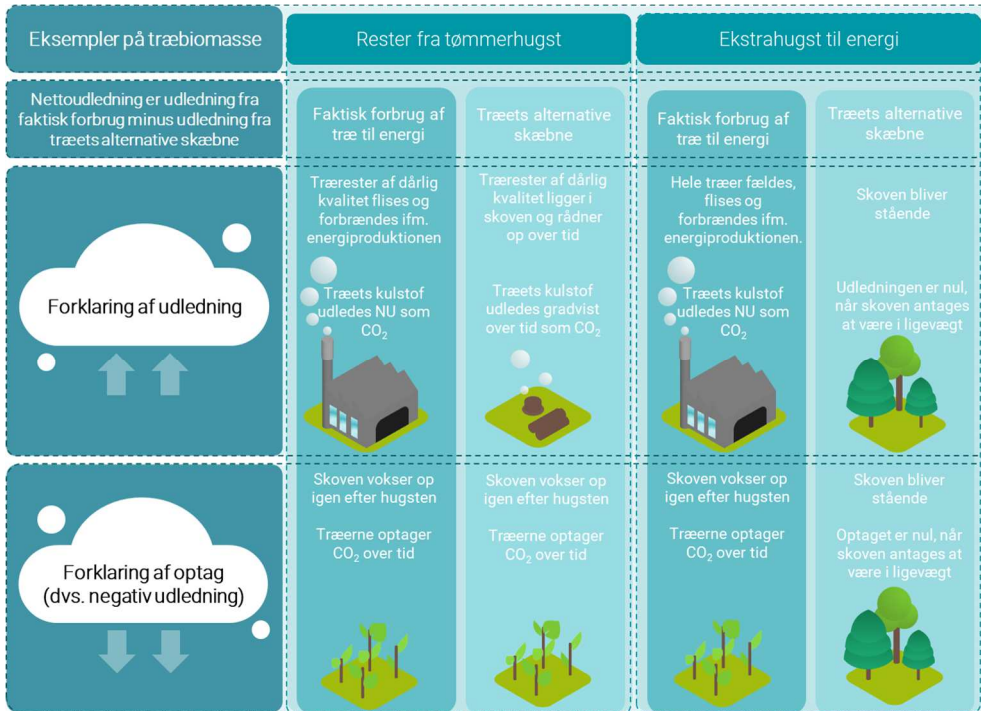 Eksempler på træbiomasse
Rester fra tømmerhugst
Ekstrahugst til energi
Nettoudledning er udledning fra
faktisk forbrug minus udledning fra
træets alternative skæbne
Faktisk forbrug af
træ til energi
Træets alternative
skæbne
Faktisk forbrug af
træ til energi
Træets alternative
skæbne
Forklaring af udledning
Trærester af dårlig
kvalitet flises og
forbrændes ifm.
energiproduktionen
Træets kulstof
udledes NU som
CO₂
Trærester af dårlig
kvalitet ligger i
skoven og rådner
op over tid
Træets kulstof
udledes gradvist
over tid som CO₂
Hele træer fældes,
flises og
forbrændes ifm.
energiproduktionen.
Træets kulstof
udledes NU som
CO₂
Skoven bliver
stående
Udledningen er nul,
når skoven antages
at være i ligevægt
Forklaring af optag
(dvs. negativ udledning)
Skoven vokser op
igen efter hugsten
Træerne optager
CO₂ over tid
Skoven vokser op
igen efter hugsten
Træerne optager
CO₂ over tid
Skoven vokser op
igen efter hugsten
Træerne optager
CO₂ over tid
Skoven bliver
stående
Optaget er nul, når
skoven antages at
være i ligevægt